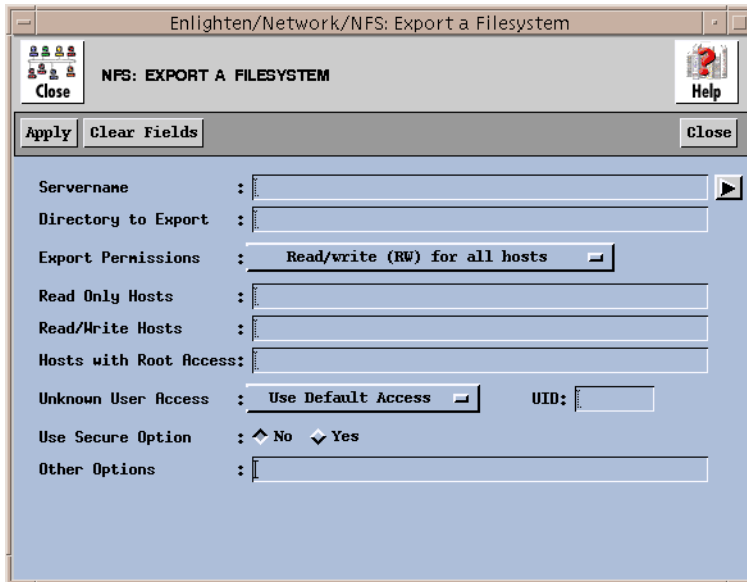 Enlighten/Network/NFS: Export a Filesystem
Close
NFS: EXPORT A FILESYSTEM
Help
Apply Clear Fields Close
Servername :
Directory to Export :
Export Permissions : Read/write (RW) for all hosts
Read Only Hosts :
Read/Write Hosts :
Hosts with Root Access:
Unknown User Access : Use Default Access UID:
Use Secure Option : No Yes
Other Options :